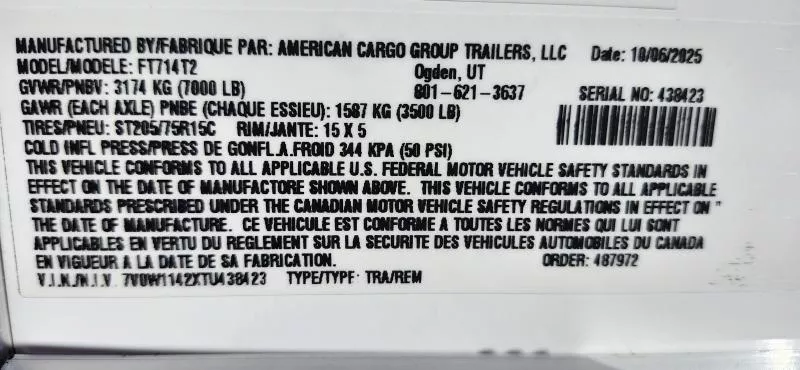 MANUFACTURED BY/FABRIQUE PAR: AMERICAN CARGO GROUP TRAILERS, LLC Date: 10/06/2025
MODEL/MODELE: FT714T2 Ogden, UT
GVWR/PNBV: 3174 KG (7000 LB) 801-621-3637 SERIAL NO: 438423
GAWR (EACH AXLE) PNBE (CHAQUE ESSIEU): 1587 KG (3500 LB)
TIRES/PNEU: ST205/75R15C RIM/JANTE: 15 X 5
COLD INFL PRESS/PRESS DE GONFL.A.FROID 344 KPA (50 PSI)
THIS VEHICLE CONFORMS TO ALL APPLICABLE U.S. FEDERAL MOTOR VEHICLE SAFETY STANDARDS IN
EFFECT ON THE DATE OF MANUFACTORE SHOWN ABOVE. THIS VEHICLE CONFORMS TO ALL APPLICABLE
STANDARDS PRESCRIBED UNDER THE CANADIAN MOTOR VEHICLE SAFETY REGULATIONS IN EFFECT ON "
THE DATE OF MANUFACTURE. CE VEHICULE EST CONFORME A TOUTES LES NORMES QUI LUI SONT
APPLICABLES EN VERTU DU REGLEMENT SUR LA SECURITE DES VEHICULES AUTOMOBILES DU CANADA
EN VIGUEUR A LA DATE DE SA FABRICATION. ORDER: 487972
V.I.N./N.I.V. 7V0W1142XTU438423 TYPE/TYPF: TRA/REM